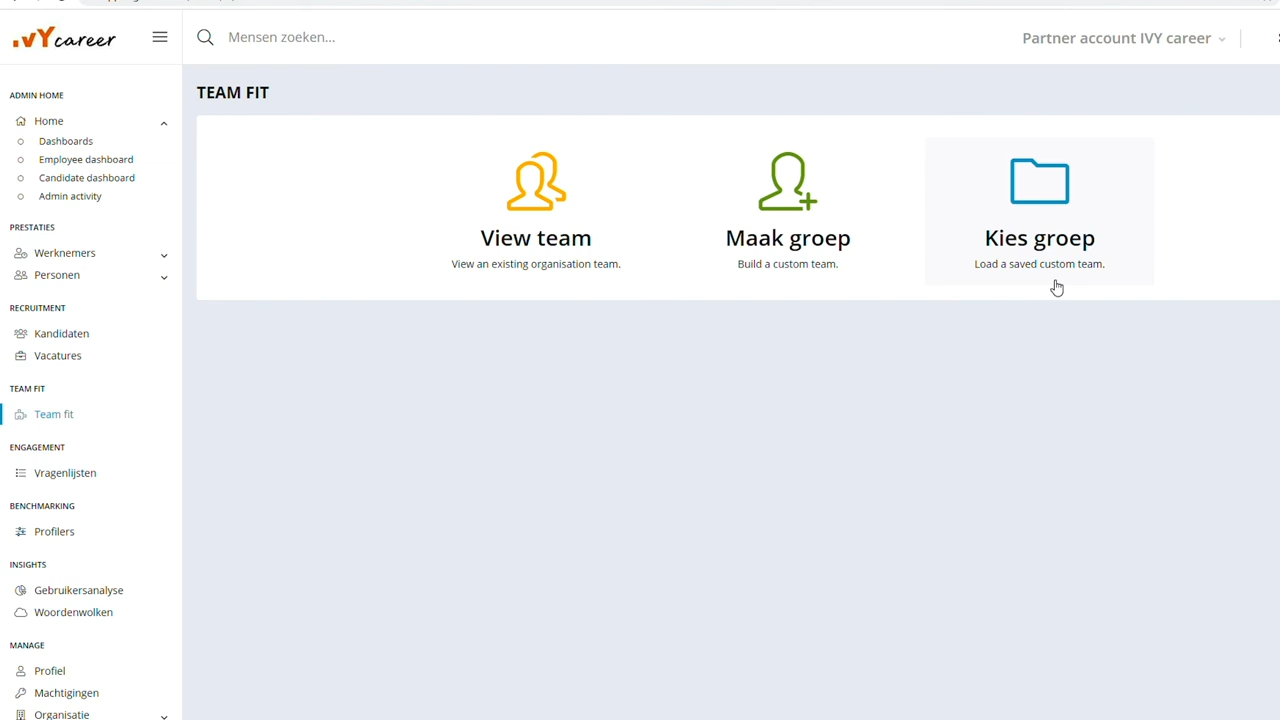 ivYcareer
Mensen zoeken...
Partner account IVY career
ADMIN HOME
Home
Dashboards
Employee dashboard
Candidate dashboard
Admin activity
PRESTATIES
Werknemers
Personen
RECRUITMENT
Kandidaten
Vacatures
TEAM FIT
Team fit
ENGAGEMENT
Vragenlijsten
BENCHMARKING
Profilers
INSIGHTS
Gebruikersanalyse
Woordenwolken
MANAGE
Profiel
Machtigingen
Organisatie
TEAM FIT
View team
View an existing organisation team.
Maak groep
Build a custom team.
Kies groep
Load a saved custom team.